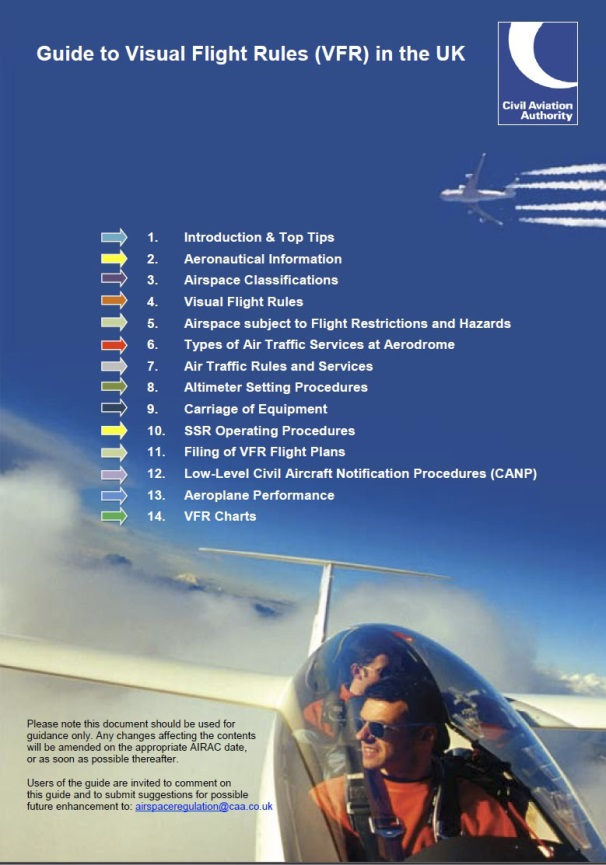 Guide to Visual Flight Rules (VFR) in the UK
Civil Aviation
Authority
1. Introduction & Top Tips
2. Aeronautical Information
3. Airspace Classifications
4. Visual Flight Rules
5. Airspace subject to Flight Restrictions and Hazards
6. Types of Air Traffic Services at Aerodrome
7. Air Traffic Rules and Services
8. Altimeter Setting Procedures
9. Carriage of Equipment
10. SSR Operating Procedures
11. Filing of VFR Flight Plans
12. Low-Level Civil Aircraft Notification Procedures (CANP)
13. Aeroplane Performance
14. VFR Charts
Please note this document should be used for
guidance only. Any changes affecting the contents
will be amended on the appropriate AIRAC date,
or as soon as possible thereafter.
Users of the guide are invited to comment on
this guide and to submit suggestions for possible
future enhancement to: airspaceregulation@caa.co.uk